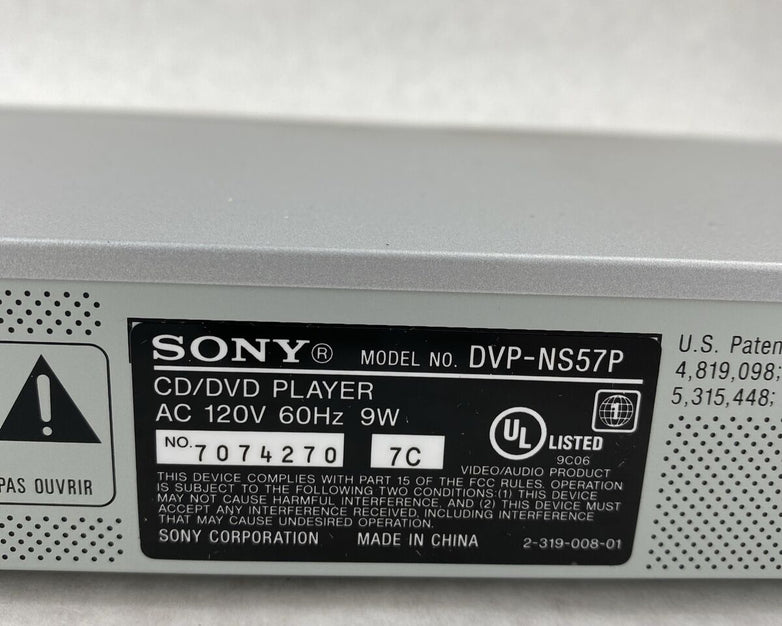 SONY® MODEL NO. DVP-NS57P
CD/DVD PLAYER
AC 120V 60Hz 9W
NO. 7074270 7C
UL LISTED
9C06
VIDEO/AUDIO PRODUCT
1
THIS DEVICE COMPLIES WITH PART 15 OF THE FCC RULES. OPERATION
IS SUBJECT TO THE FOLLOWING TWO CONDITIONS:(1) THIS DEVICE
MAY NOT CAUSE HARMFUL INTERFERENCE, AND (2) THIS DEVICE MUST
ACCEPT ANY INTERFERENCE RECEIVED, INCLUDING INTERFERENCE
THAT MAY CAUSE UNDESIRED OPERATION.
SONY CORPORATION MADE IN CHINA 2-319-008-01
PAS OUVRIR
U.S. Paten
4,819,098;
5,315,448;